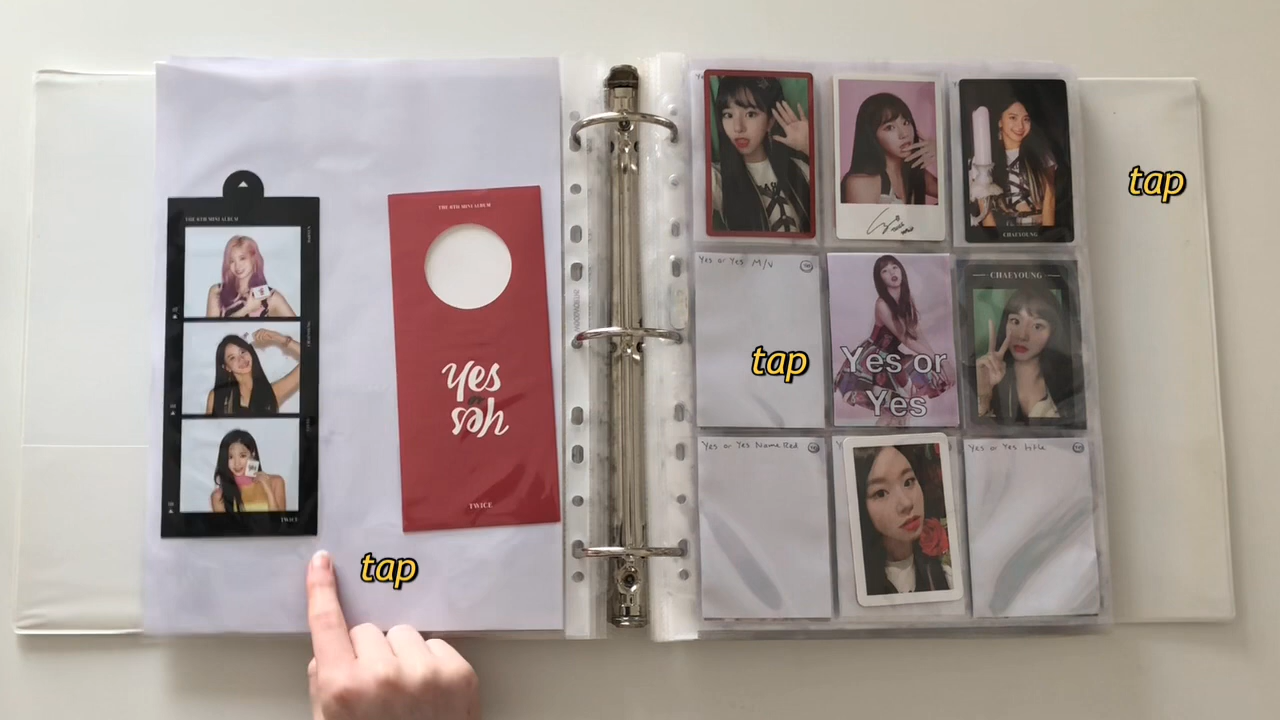 THE 6TH MINI ALBUM
TWICE
THE 6TH MINI ALBUM
Yes
or
Yes
TWICE
tap
CHAEYOUNG
tap
Yes or Yes M/V
tap
Yes or
Yes
CHAEYOUNG
Yes or Yes Name Red
Yes or Yes title